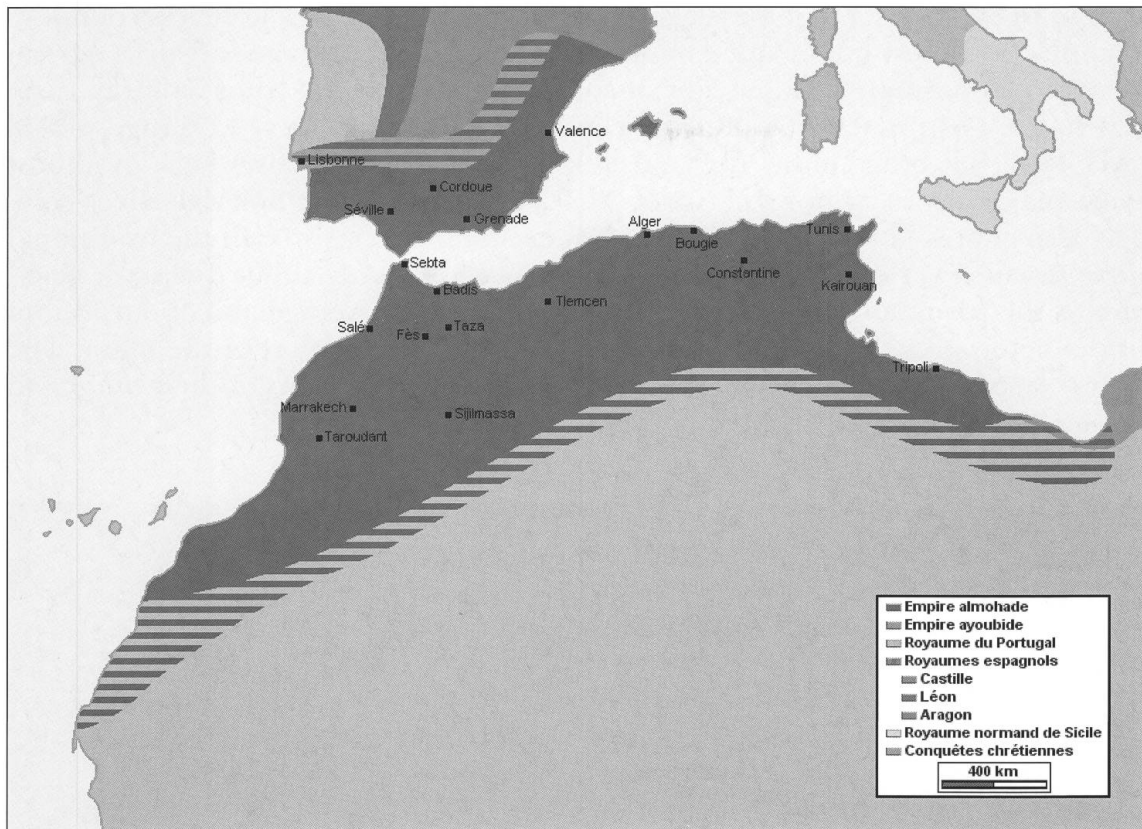 Valence
Lisbonne
Cordoue
Séville
Grenade
Alger
Bougie
Tunis
Sebta
Constantine
Kairouan
Badis
Tlemcen
Salé
Fès
Taza
Tripoli
Marrakech
Sijilmassa
Taroudant
Empire almohade
Empire ayoubide
Royaume du Portugal
Royaumes espagnols
Castille
Léon
Aragon
Royaume normand de Sicile
Conquêtes chrétiennes
400 km